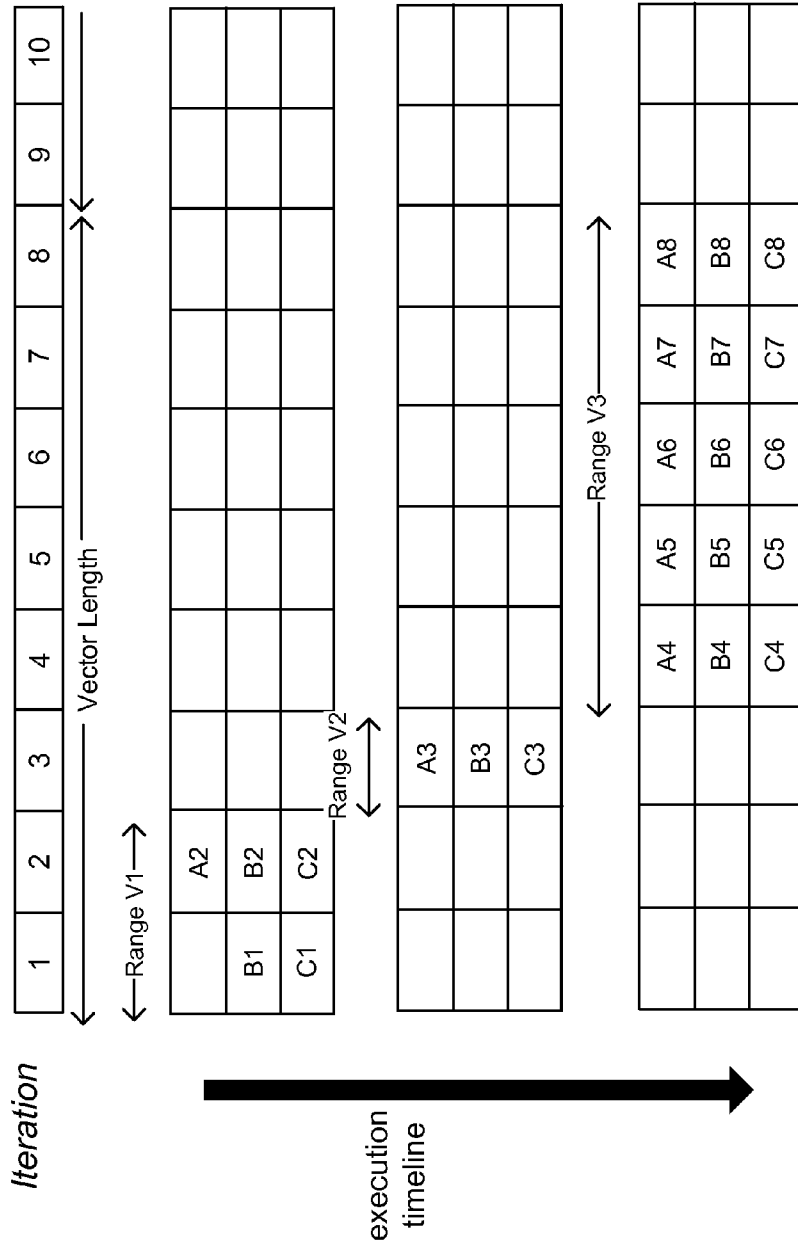 Iteration
1 2 3 4 5 6 7 8 9 10
Vector Length
Range V1
A2
B1 B2
C1 C2
Range V2
A3
B3
C3
Range V3
A4 A5 A6 A7 A8
B4 B5 B6 B7 B8
C4 C5 C6 C7 C8
execution
timeline